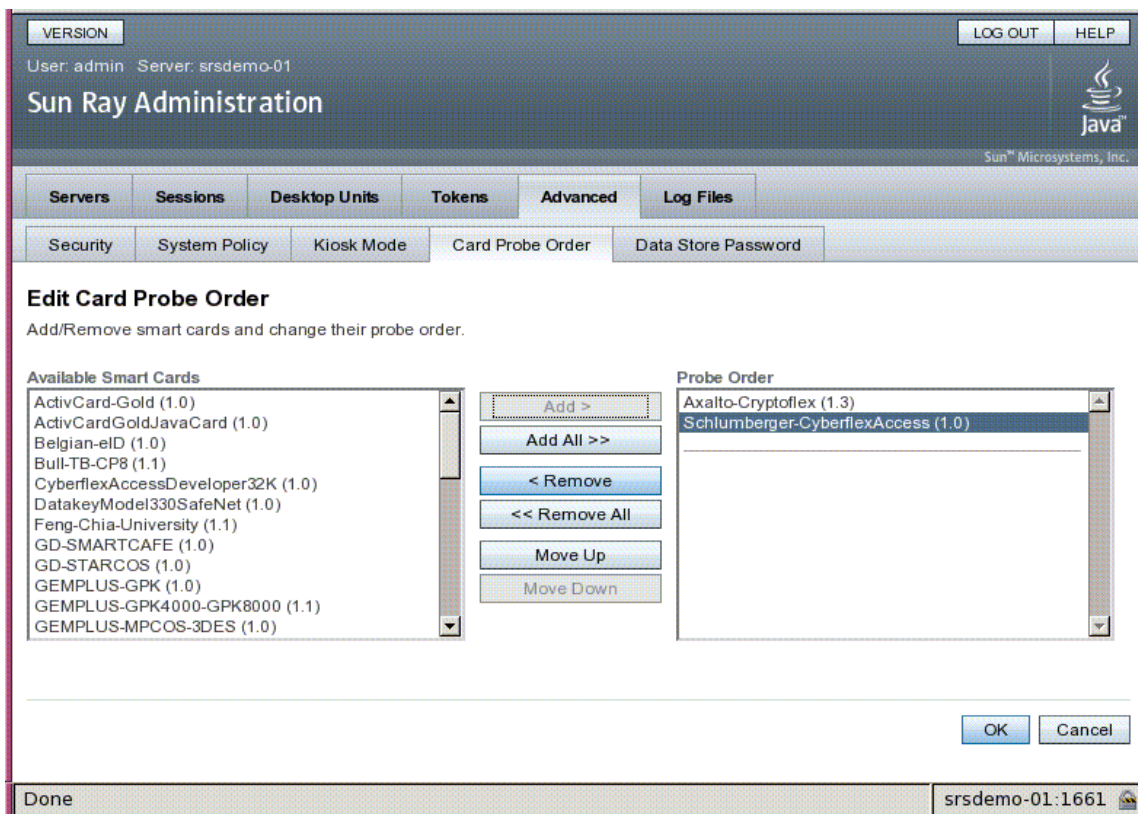 VERSION
LOG OUT HELP
User: admin Server: srsdemo-01
Sun Ray Administration
Java™
Sun™ Microsystems, Inc.
Servers Sessions Desktop Units Tokens Advanced Log Files
Security System Policy Kiosk Mode Card Probe Order Data Store Password
Edit Card Probe Order
Add/Remove smart cards and change their probe order.
Available Smart Cards
ActivCard-Gold (1.0)
ActivCardGoldJavaCard (1.0)
Belgian-eID (1.0)
Bull-TB-CP8 (1.1)
CyberflexAccessDeveloper32K (1.0)
DatakeyModel330SafeNet (1.0)
Feng-Chia-University (1.1)
GD-SMARTCAFE (1.0)
GD-STARCOS (1.0)
GEMPLUS-GPK (1.0)
GEMPLUS-GPK4000-GPK8000 (1.1)
GEMPLUS-MPCOS-3DES (1.0)
Add >
Add All >>
< Remove
<< Remove All
Move Up
Move Down
Probe Order
Axalto-Cryptoflex (1.3)
Schlumberger-CyberflexAccess (1.0)
OK Cancel
Done
srsdemo-01:1661